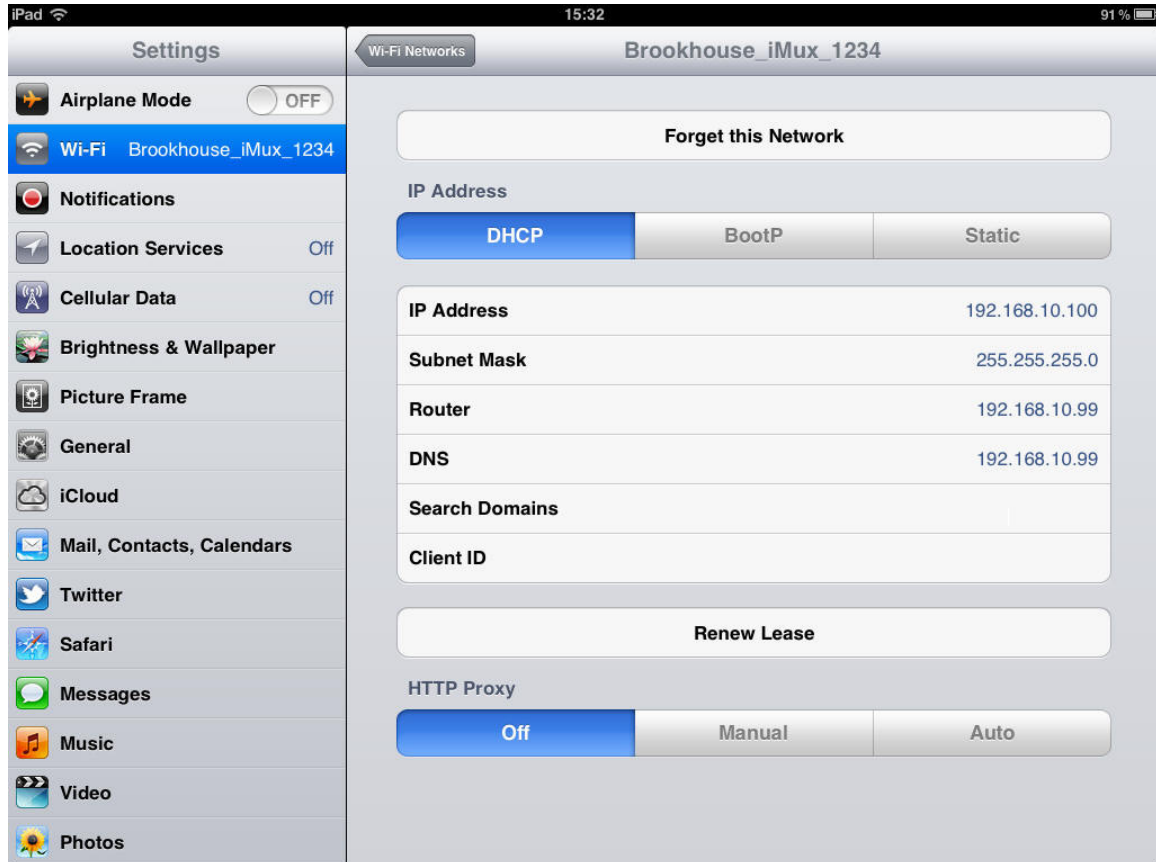 iPad 15:32 91 %
Settings
Airplane Mode OFF
Wi-Fi Brookhouse_iMux_1234
Notifications
Location Services Off
Cellular Data Off
Brightness & Wallpaper
Picture Frame
General
iCloud
Mail, Contacts, Calendars
Twitter
Safari
Messages
Music
Video
Photos
Wi-Fi Networks Brookhouse_iMux_1234
Forget this Network
IP Address
DHCP BootP Static
IP Address 192.168.10.100
Subnet Mask 255.255.255.0
Router 192.168.10.99
DNS 192.168.10.99
Search Domains
Client ID
Renew Lease
HTTP Proxy
Off Manual Auto